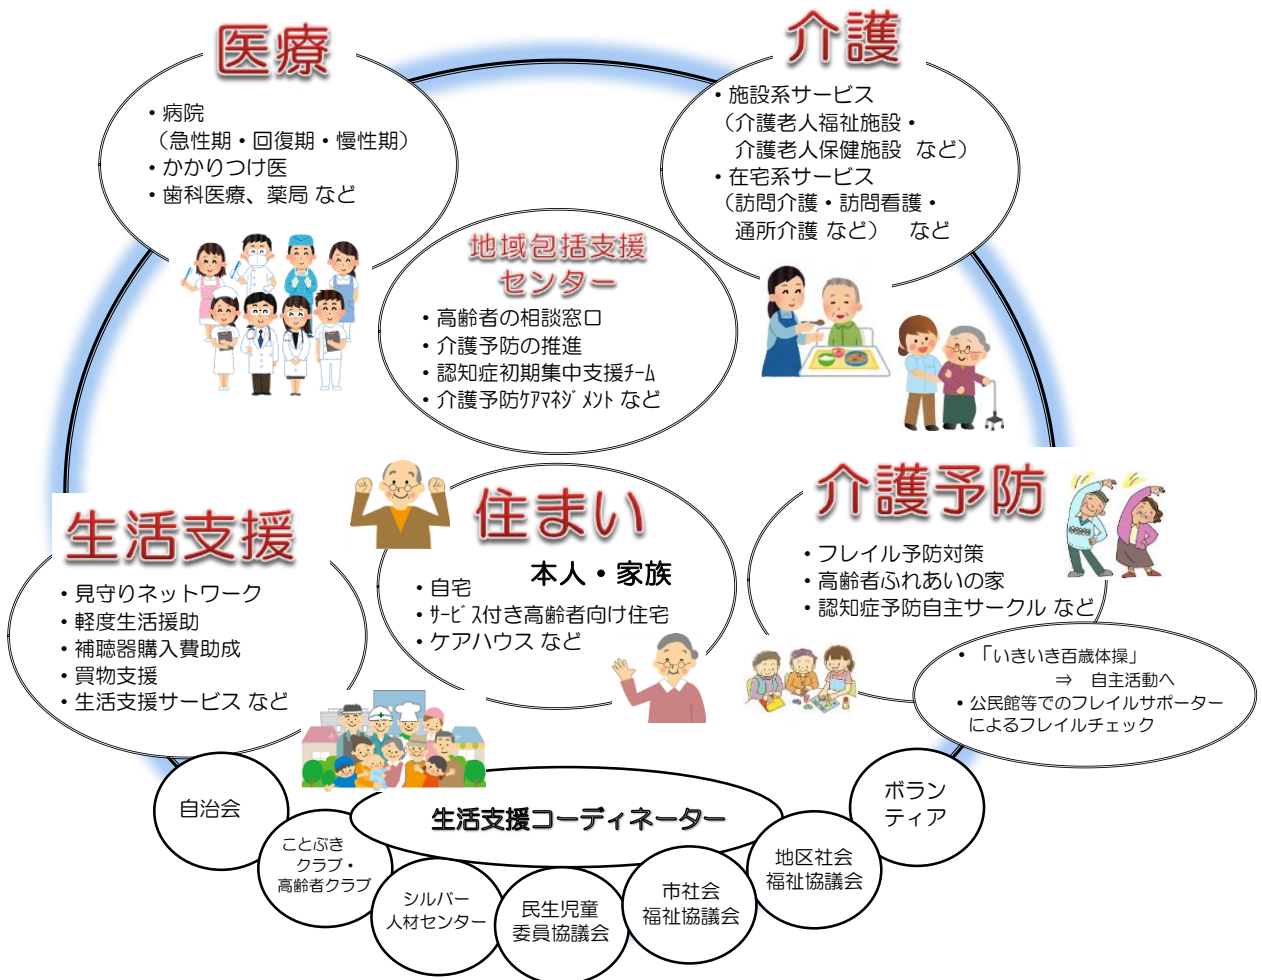 医療
・病院
（急性期・回復期・慢性期）
・かかりつけ医
・歯科医療、薬局 など
介護
・施設系サービス
（介護老人福祉施設・
介護老人保健施設 など）
・在宅系サービス
（訪問介護・訪問看護・
通所介護 など） など
地域包括支援
センター
・高齢者の相談窓口
・介護予防の推進
・認知症初期集中支援ﾁｰﾑ
・介護予防ｹｱﾏﾈｼﾞﾒﾝﾄ など
生活支援
・見守りネットワーク
・軽度生活援助
・補聴器購入費助成
・買物支援
・生活支援サービス など
住まい
本人・家族
・自宅
・ｻｰﾋﾞｽ付き高齢者向け住宅
・ケアハウス など
介護予防
・フレイル予防対策
・高齢者ふれあいの家
・認知症予防自主サークル など
・「いきいき百歳体操」
⇒ 自主活動へ
・公民館等でのフレイルサポーター
によるフレイルチェック
生活支援コーディネーター
自治会
ことぶき
クラブ・
高齢者クラブ
シルバー
人材センター
民生児童
委員協議会
市社会
福祉協議会
地区社会
福祉協議会
ボラン
ティア